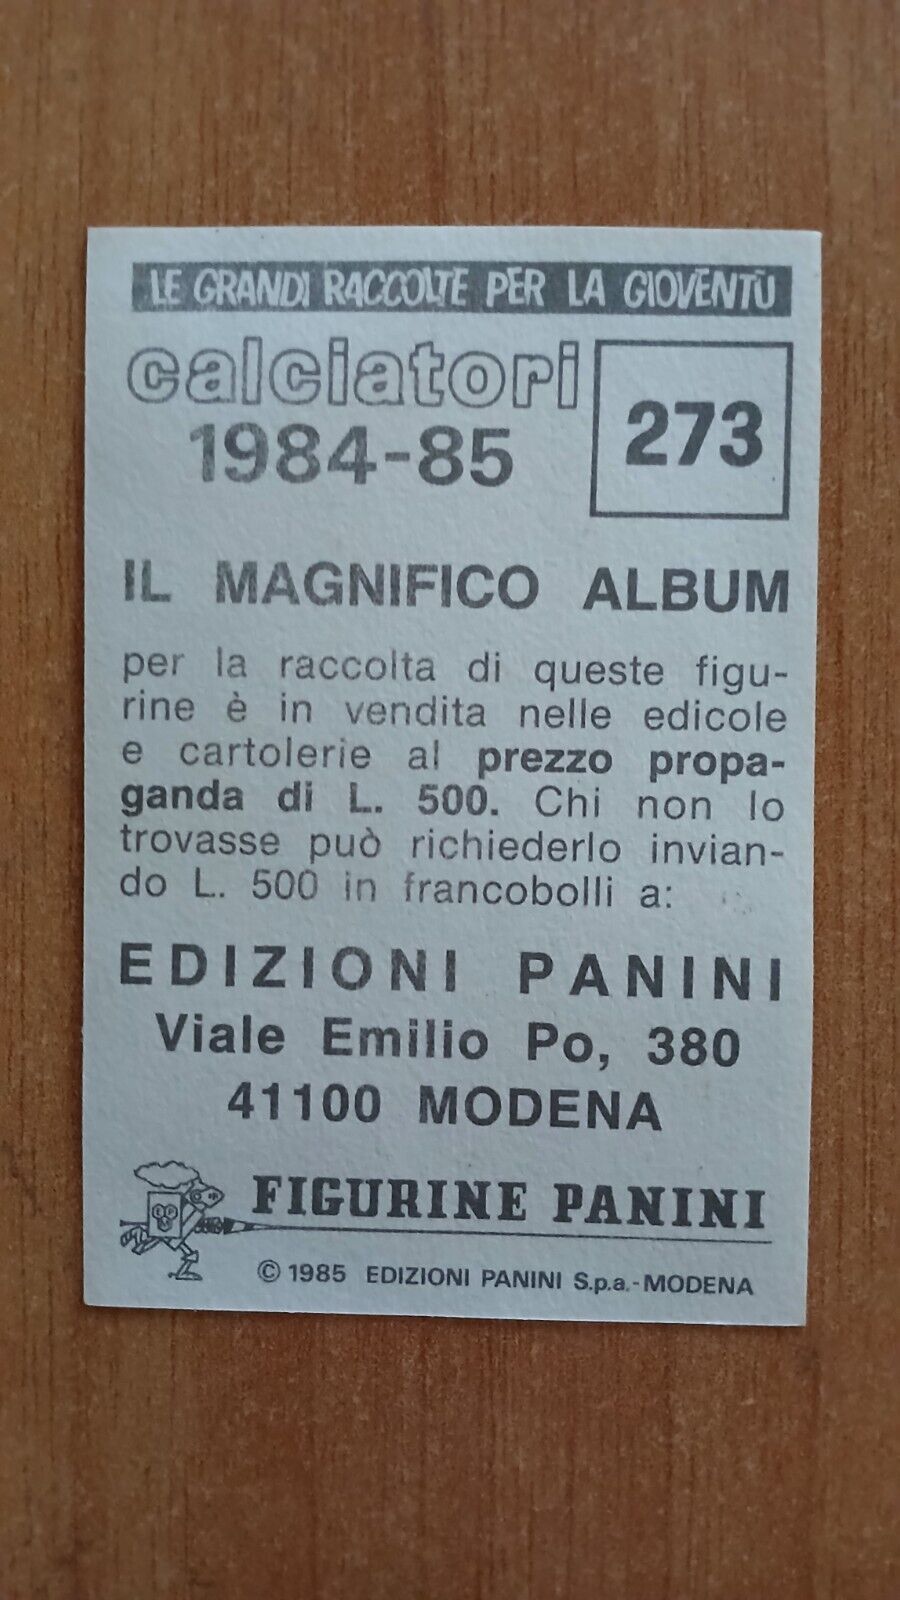 LE GRANDI RACCOLTE PER LA GIOVENTÙ
calciatori
1984-85
273
IL MAGNIFICO ALBUM
per la raccolta di queste figu-
rine è in vendita nelle edicole
e cartolerie al prezzo propa-
ganda di L. 500. Chi non lo
trovasse può richiederlo invian-
do L. 500 in francobolli a:
EDIZIONI PANINI
Viale Emilio Po, 380
41100 MODENA
FIGURINE PANINI
© 1985 EDIZIONI PANINI S.p.a.-MODENA